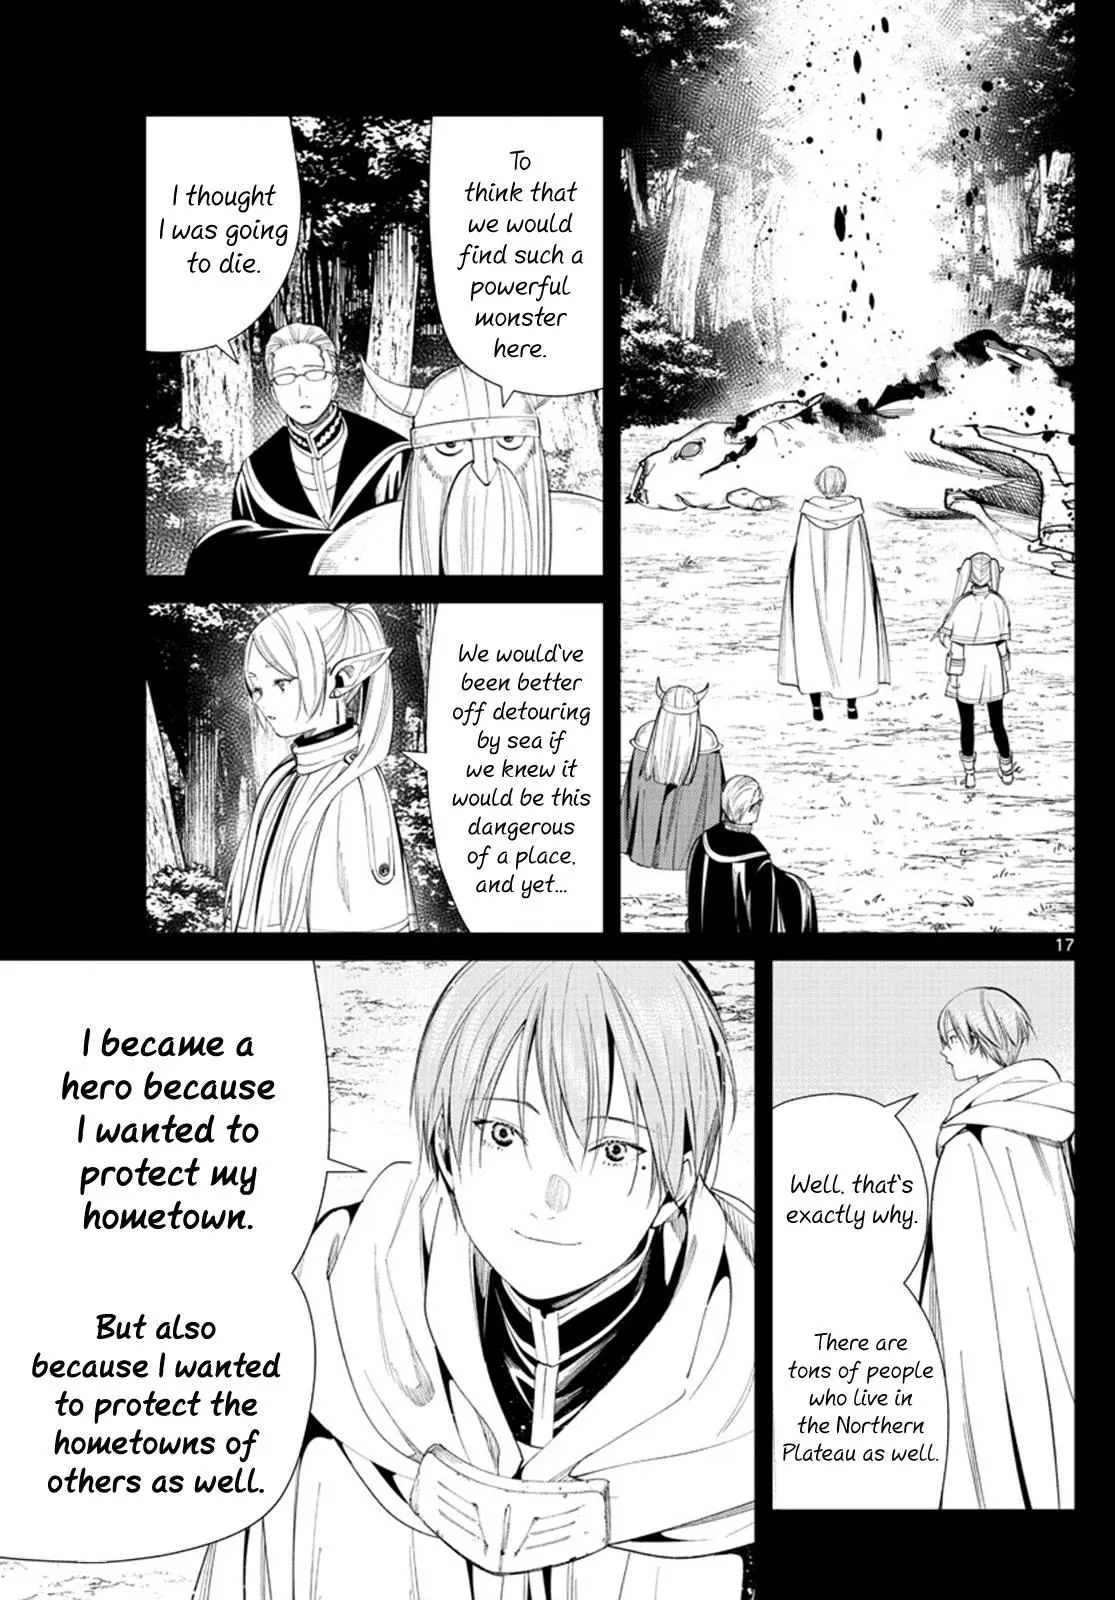 To
think that
we would
find such a
powerful
monster
here.
I thought
I was going
to die.
We would've
been better
off detouring
by sea if
we knew it
would be this
dangerous
of a place,
and yet...
17
Well, that's
exactly why.
There are
tons of people
who live in
the Northern
Plateau as well.
I became a
hero because
I wanted to
protect my
hometown.
But also
because I wanted
to protect the
hometowns of
others as well.